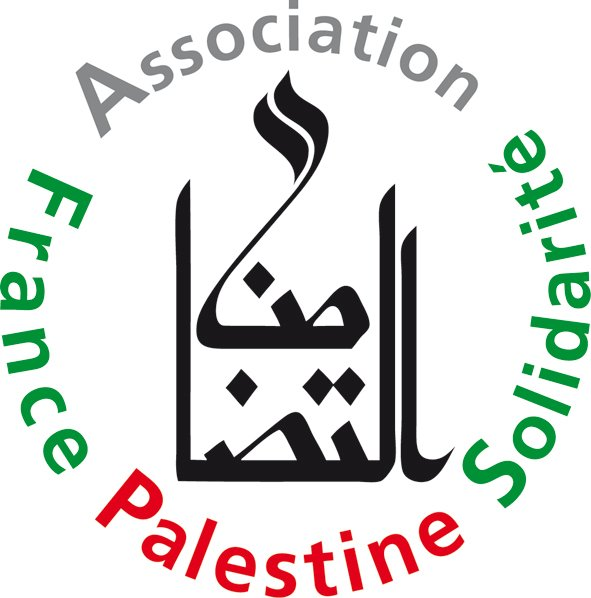 Association
France Palestine Solidarité
التضامن